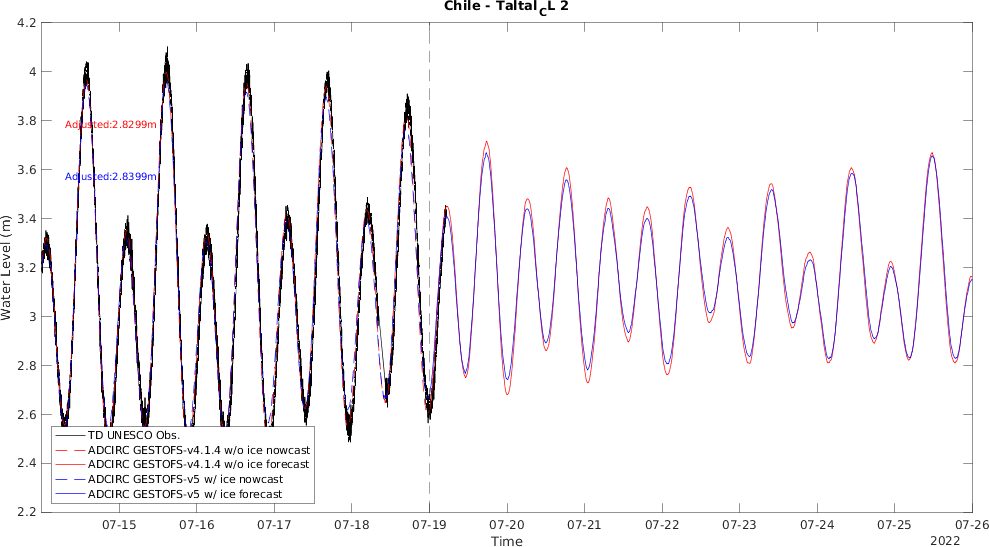 Chile - Taltal_CL 2
4.2
4
3.8
3.6
3.4
3.2
3
2.8
2.6
2.4
2.2
Water Level (m)
Adjusted:2.8299m
Adjusted:2.8399m
TD UNESCO Obs.
ADCIRC GESTOFS-v4.1.4 w/o ice nowcast
ADCIRC GESTOFS-v4.1.4 w/o ice forecast
ADCIRC GESTOFS-v5 w/ ice nowcast
ADCIRC GESTOFS-v5 w/ ice forecast
07-15 07-16 07-17 07-18 07-19 07-20 07-21 07-22 07-23 07-24 07-25 07-26
Time
2022